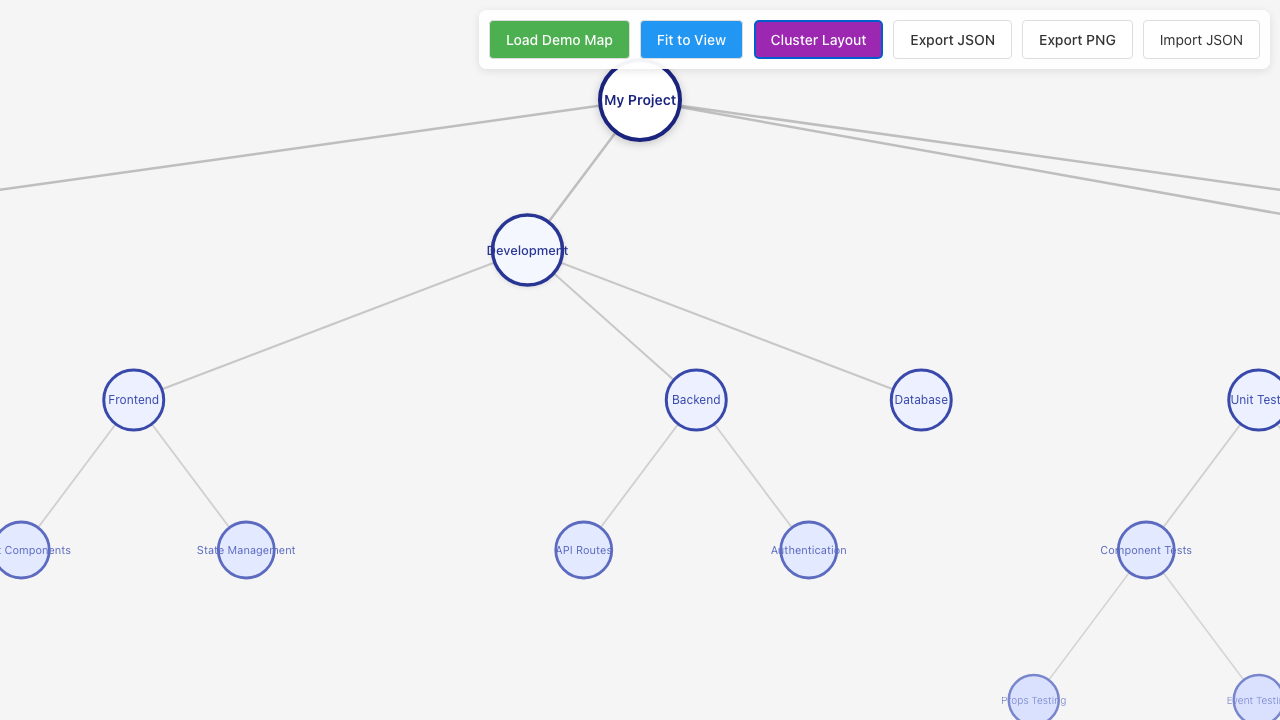 Load Demo Map
Fit to View
Cluster Layout
Export JSON
Export PNG
Import JSON
My Project
Development
Frontend
Backend
Database
Unit Test
Components
State Management
API Routes
Authentication
Component Tests
Props Testing
Event Testi